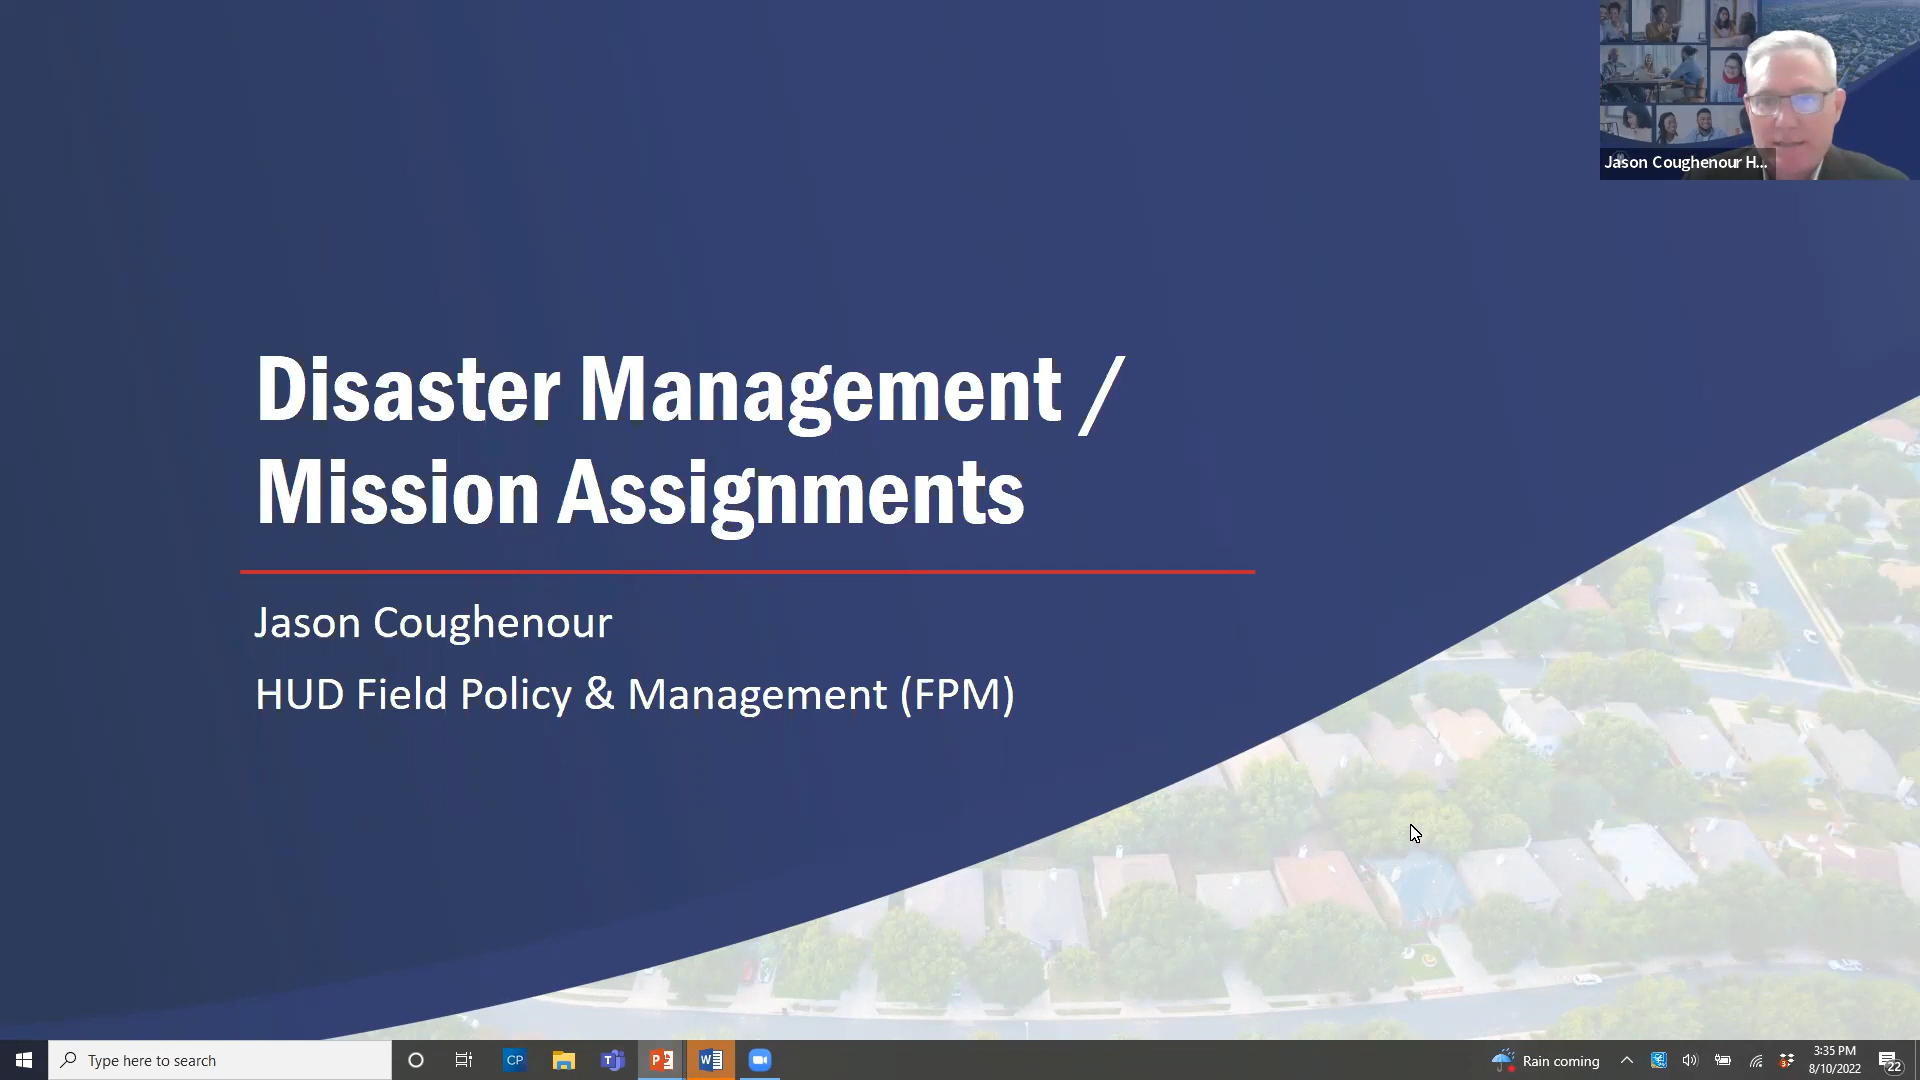 Jason Coughenour H...
Disaster Management /
Mission Assignments
Jason Coughenour
HUD Field Policy & Management (FPM)
Type here to search
CP
Rain coming
3:35 PM
8/10/2022
22